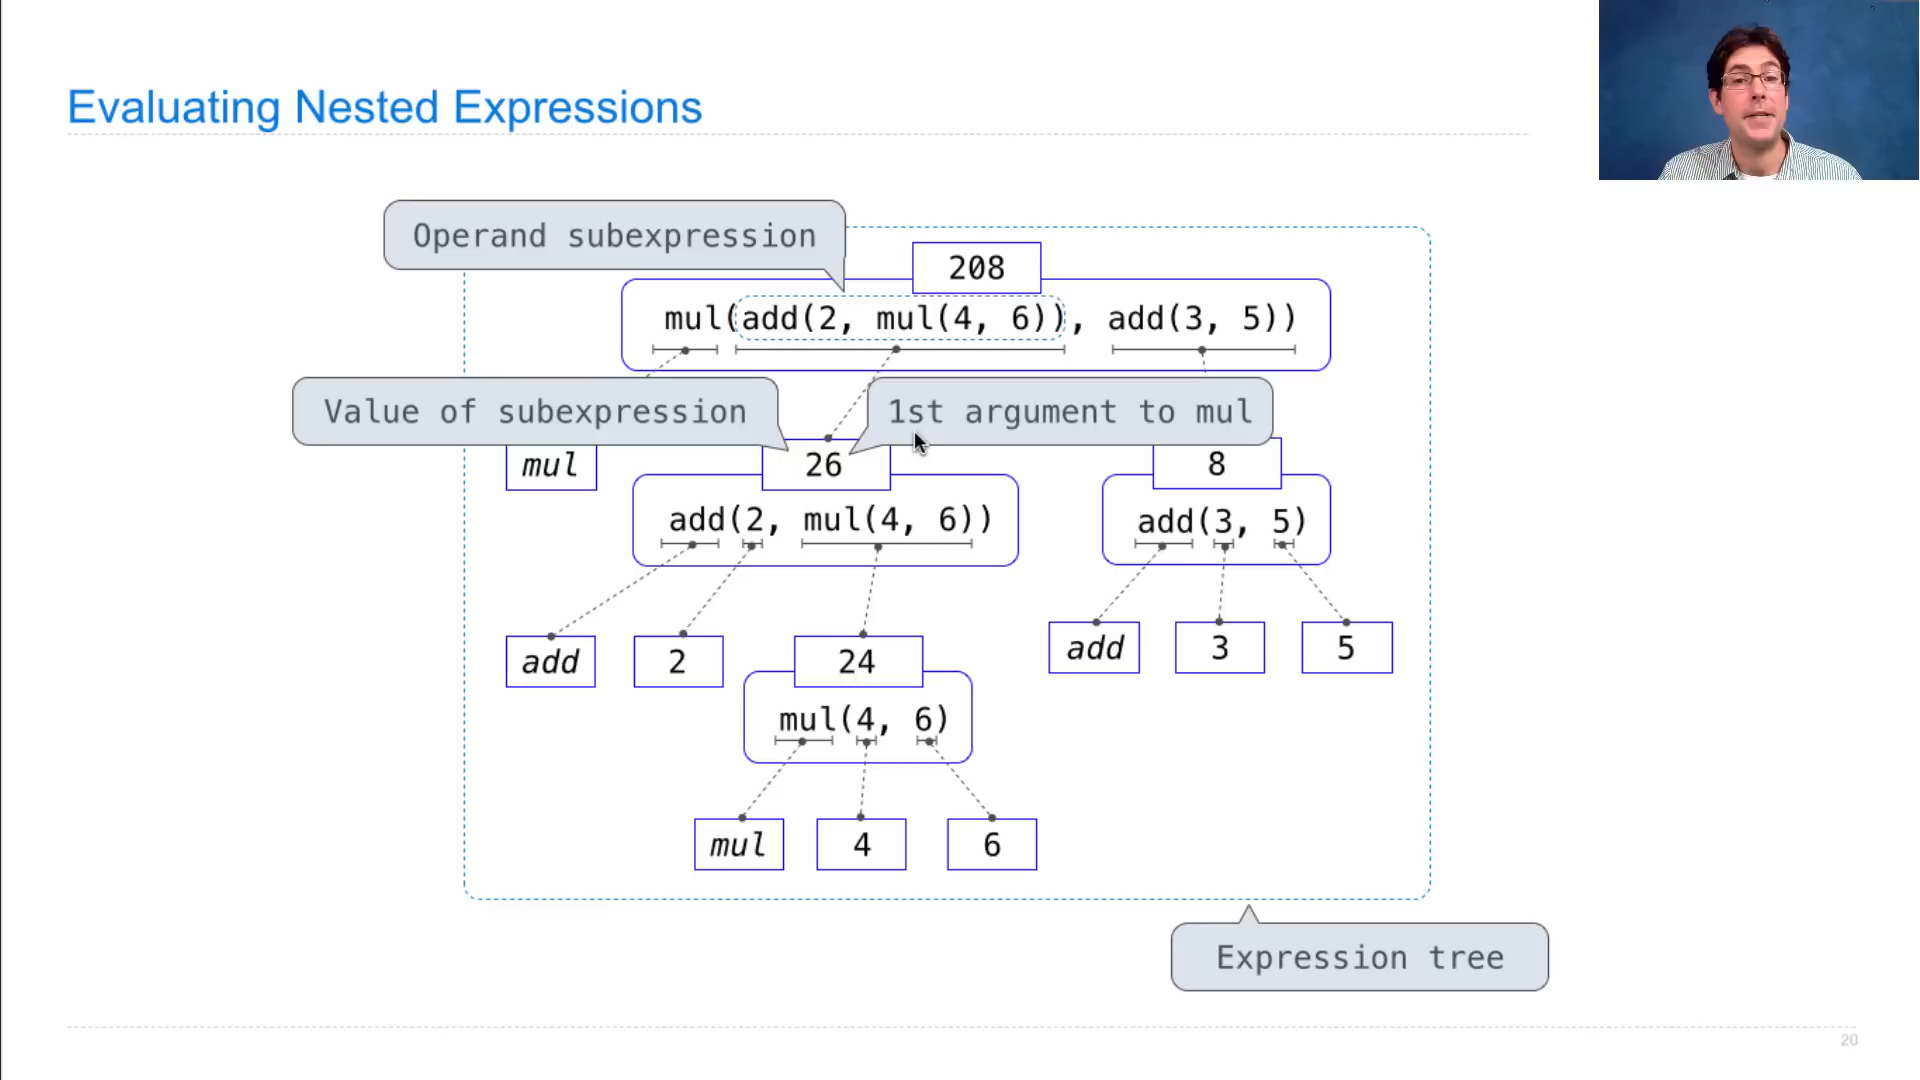 Evaluating Nested Expressions
Operand subexpression
208
mul(add(2, mul(4, 6)), add(3, 5))
Value of subexpression
1st argument to mul
mul
26
8
add(2, mul(4, 6))
add(3, 5)
add
2
24
add
3
5
mul(4, 6)
mul
4
6
Expression tree
20